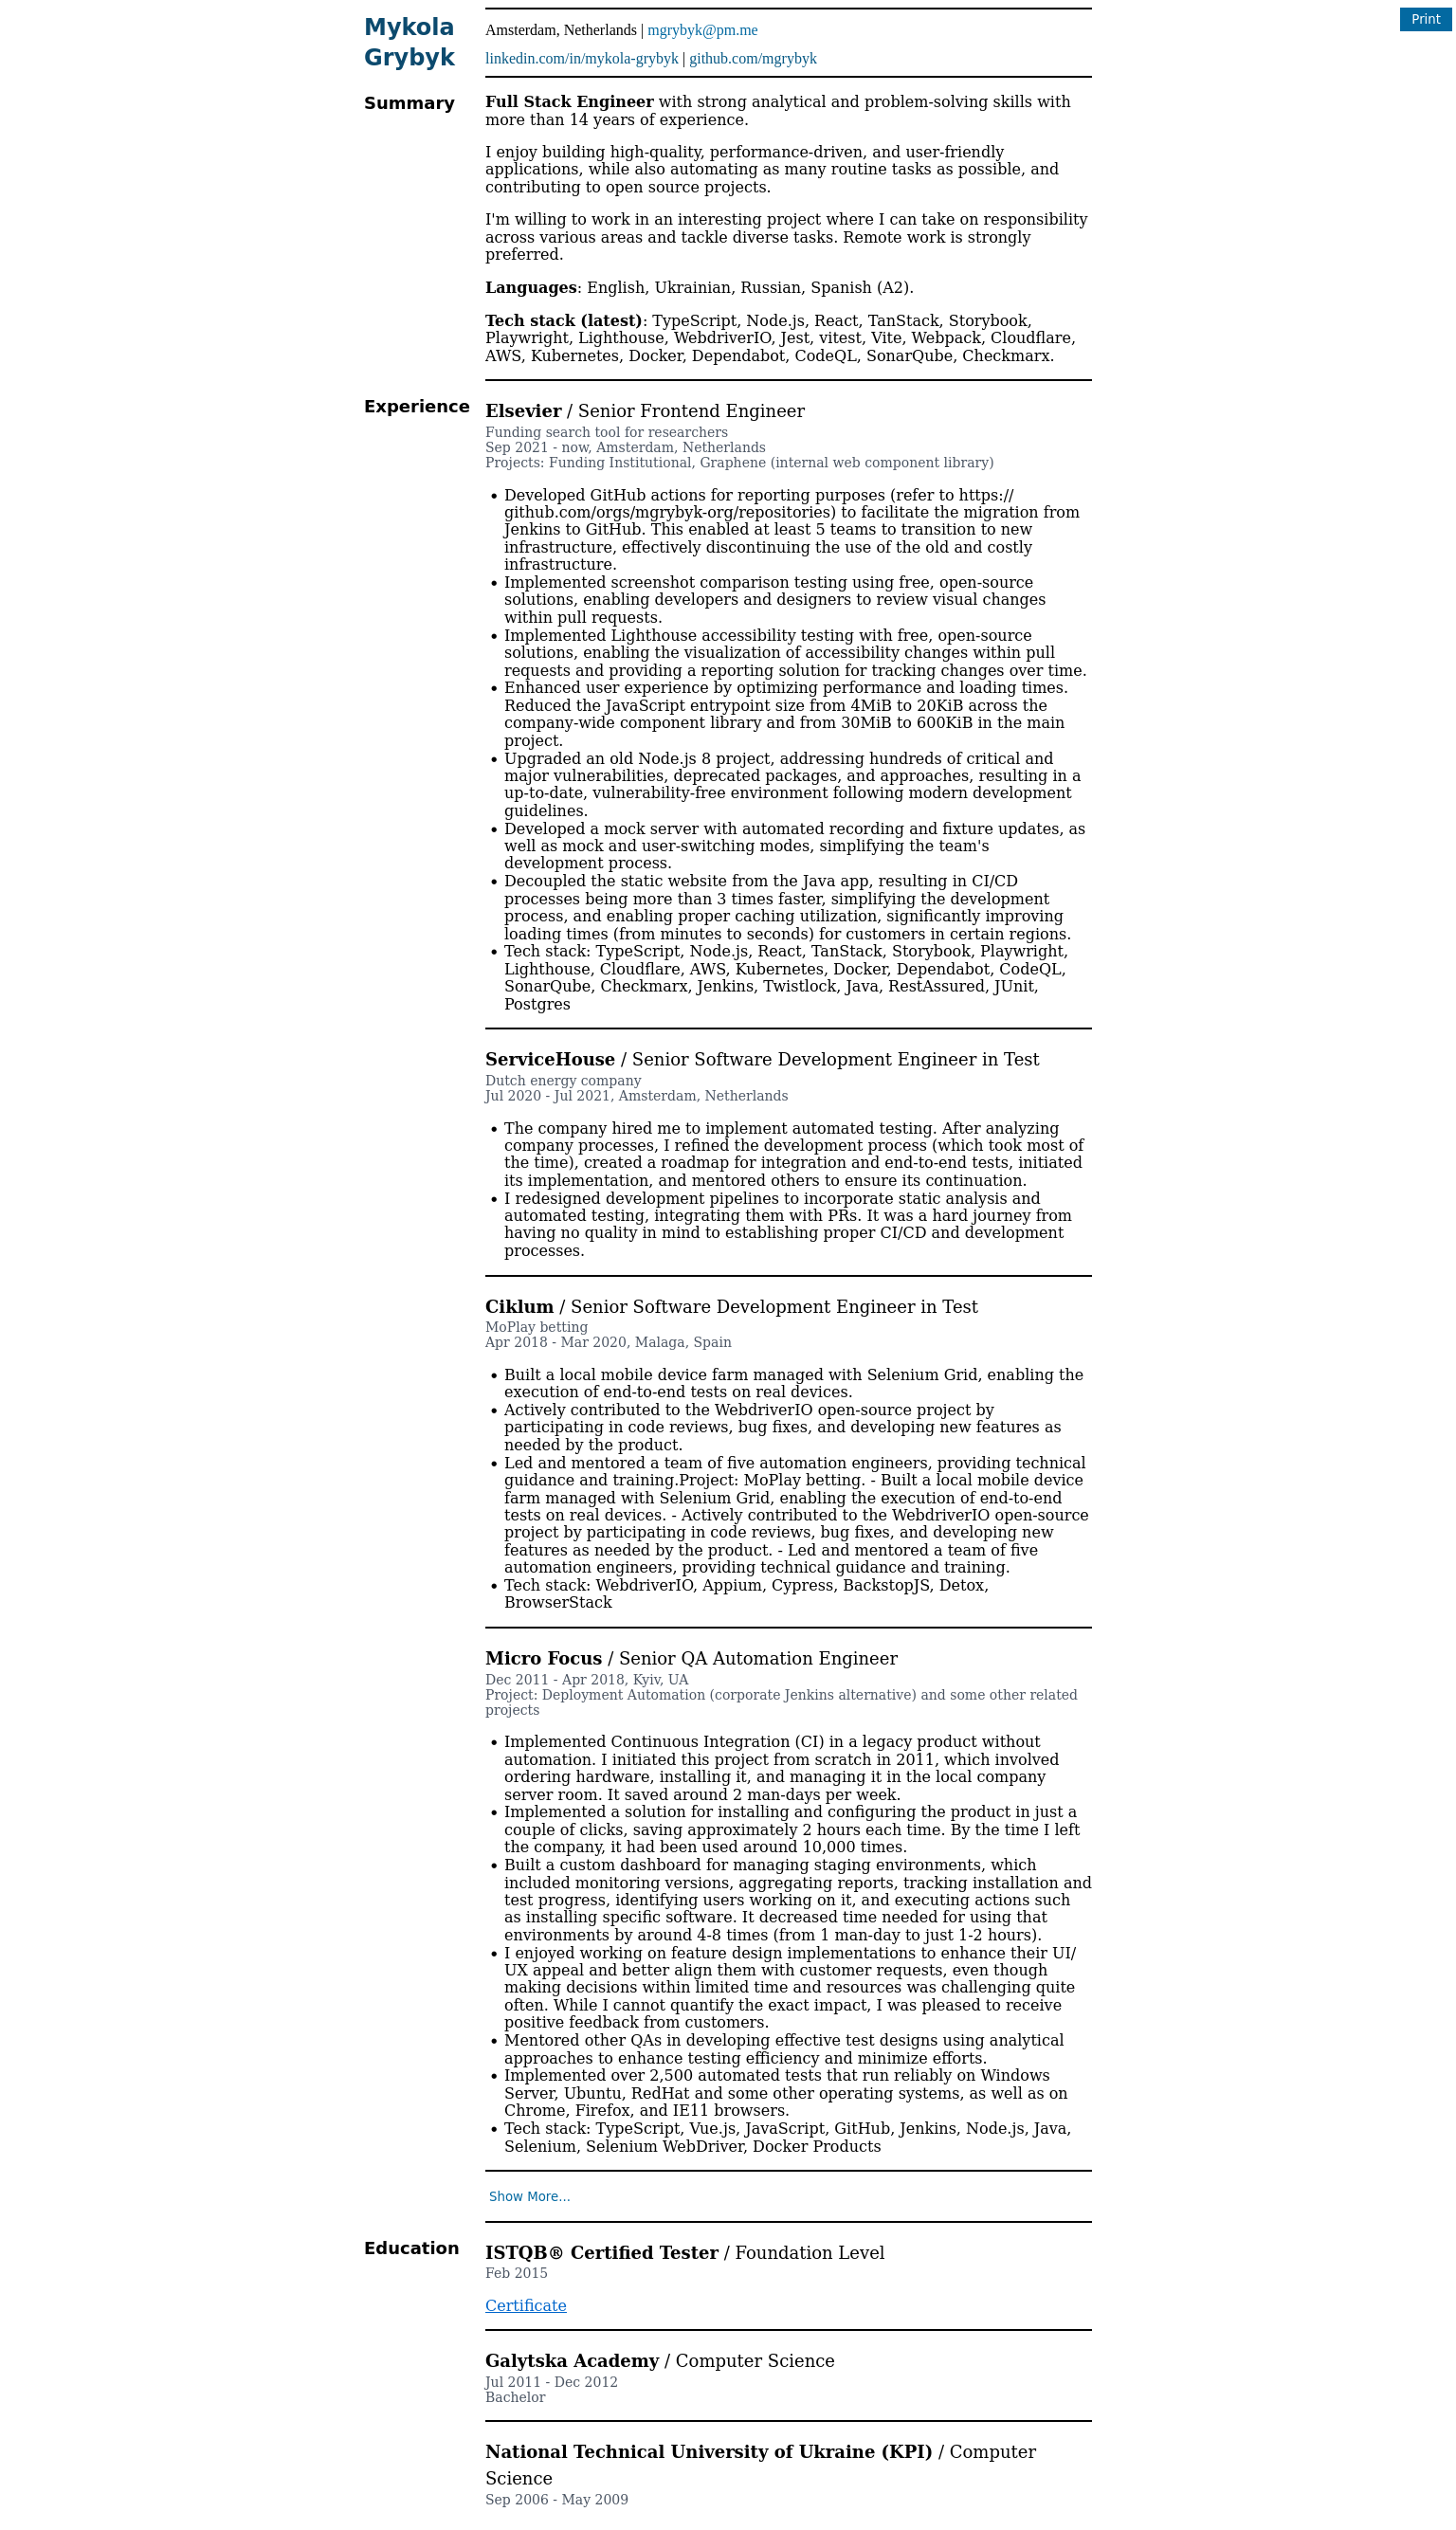 Print
Mykola
Grybyk
Amsterdam, Netherlands | mgrybyk@pm.me
linkedin.com/in/mykola-grybyk | github.com/mgrybyk
Summary
Full Stack Engineer with strong analytical and problem-solving skills with
more than 14 years of experience.
I enjoy building high-quality, performance-driven, and user-friendly
applications, while also automating as many routine tasks as possible, and
contributing to open source projects.
I'm willing to work in an interesting project where I can take on responsibility
across various areas and tackle diverse tasks. Remote work is strongly
preferred.
Languages: English, Ukrainian, Russian, Spanish (A2).
Tech stack (latest): TypeScript, Node.js, React, TanStack, Storybook,
Playwright, Lighthouse, WebdriverIO, Jest, vitest, Vite, Webpack, Cloudflare,
AWS, Kubernetes, Docker, Dependabot, CodeQL, SonarQube, Checkmarx.
Experience
Elsevier / Senior Frontend Engineer
Funding search tool for researchers
Sep 2021 - now, Amsterdam, Netherlands
Projects: Funding Institutional, Graphene (internal web component library)
• Developed GitHub actions for reporting purposes (refer to https://
github.com/orgs/mgrybyk-org/repositories) to facilitate the migration from
Jenkins to GitHub. This enabled at least 5 teams to transition to new
infrastructure, effectively discontinuing the use of the old and costly
infrastructure.
• Implemented screenshot comparison testing using free, open-source
solutions, enabling developers and designers to review visual changes
within pull requests.
• Implemented Lighthouse accessibility testing with free, open-source
solutions, enabling the visualization of accessibility changes within pull
requests and providing a reporting solution for tracking changes over time.
• Enhanced user experience by optimizing performance and loading times.
Reduced the JavaScript entrypoint size from 4MiB to 20KiB across the
company-wide component library and from 30MiB to 600KiB in the main
project.
• Upgraded an old Node.js 8 project, addressing hundreds of critical and
major vulnerabilities, deprecated packages, and approaches, resulting in a
up-to-date, vulnerability-free environment following modern development
guidelines.
• Developed a mock server with automated recording and fixture updates, as
well as mock and user-switching modes, simplifying the team's
development process.
• Decoupled the static website from the Java app, resulting in CI/CD
processes being more than 3 times faster, simplifying the development
process, and enabling proper caching utilization, significantly improving
loading times (from minutes to seconds) for customers in certain regions.
• Tech stack: TypeScript, Node.js, React, TanStack, Storybook, Playwright,
Lighthouse, Cloudflare, AWS, Kubernetes, Docker, Dependabot, CodeQL,
SonarQube, Checkmarx, Jenkins, Twistlock, Java, RestAssured, JUnit,
Postgres
ServiceHouse / Senior Software Development Engineer in Test
Dutch energy company
Jul 2020 - Jul 2021, Amsterdam, Netherlands
• The company hired me to implement automated testing. After analyzing
company processes, I refined the development process (which took most of
the time), created a roadmap for integration and end-to-end tests, initiated
its implementation, and mentored others to ensure its continuation.
• I redesigned development pipelines to incorporate static analysis and
automated testing, integrating them with PRs. It was a hard journey from
having no quality in mind to establishing proper CI/CD and development
processes.
Ciklum / Senior Software Development Engineer in Test
MoPlay betting
Apr 2018 - Mar 2020, Malaga, Spain
• Built a local mobile device farm managed with Selenium Grid, enabling the
execution of end-to-end tests on real devices.
• Actively contributed to the WebdriverIO open-source project by
participating in code reviews, bug fixes, and developing new features as
needed by the product.
• Led and mentored a team of five automation engineers, providing technical
guidance and training.Project: MoPlay betting. - Built a local mobile device
farm managed with Selenium Grid, enabling the execution of end-to-end
tests on real devices. - Actively contributed to the WebdriverIO open-source
project by participating in code reviews, bug fixes, and developing new
features as needed by the product. - Led and mentored a team of five
automation engineers, providing technical guidance and training.
• Tech stack: WebdriverIO, Appium, Cypress, BackstopJS, Detox,
BrowserStack
Micro Focus / Senior QA Automation Engineer
Dec 2011 - Apr 2018, Kyiv, UA
Project: Deployment Automation (corporate Jenkins alternative) and some other related
projects
• Implemented Continuous Integration (CI) in a legacy product without
automation. I initiated this project from scratch in 2011, which involved
ordering hardware, installing it, and managing it in the local company
server room. It saved around 2 man-days per week.
• Implemented a solution for installing and configuring the product in just a
couple of clicks, saving approximately 2 hours each time. By the time I left
the company, it had been used around 10,000 times.
• Built a custom dashboard for managing staging environments, which
included monitoring versions, aggregating reports, tracking installation and
test progress, identifying users working on it, and executing actions such
as installing specific software. It decreased time needed for using that
environments by around 4-8 times (from 1 man-day to just 1-2 hours).
• I enjoyed working on feature design implementations to enhance their UI/
UX appeal and better align them with customer requests, even though
making decisions within limited time and resources was challenging quite
often. While I cannot quantify the exact impact, I was pleased to receive
positive feedback from customers.
• Mentored other QAs in developing effective test designs using analytical
approaches to enhance testing efficiency and minimize efforts.
• Implemented over 2,500 automated tests that run reliably on Windows
Server, Ubuntu, RedHat and some other operating systems, as well as on
Chrome, Firefox, and IE11 browsers.
• Tech stack: TypeScript, Vue.js, JavaScript, GitHub, Jenkins, Node.js, Java,
Selenium, Selenium WebDriver, Docker Products
Show More...
Education
ISTQB® Certified Tester / Foundation Level
Feb 2015
Certificate
Galytska Academy / Computer Science
Jul 2011 - Dec 2012
Bachelor
National Technical University of Ukraine (KPI) / Computer
Science
Sep 2006 - May 2009